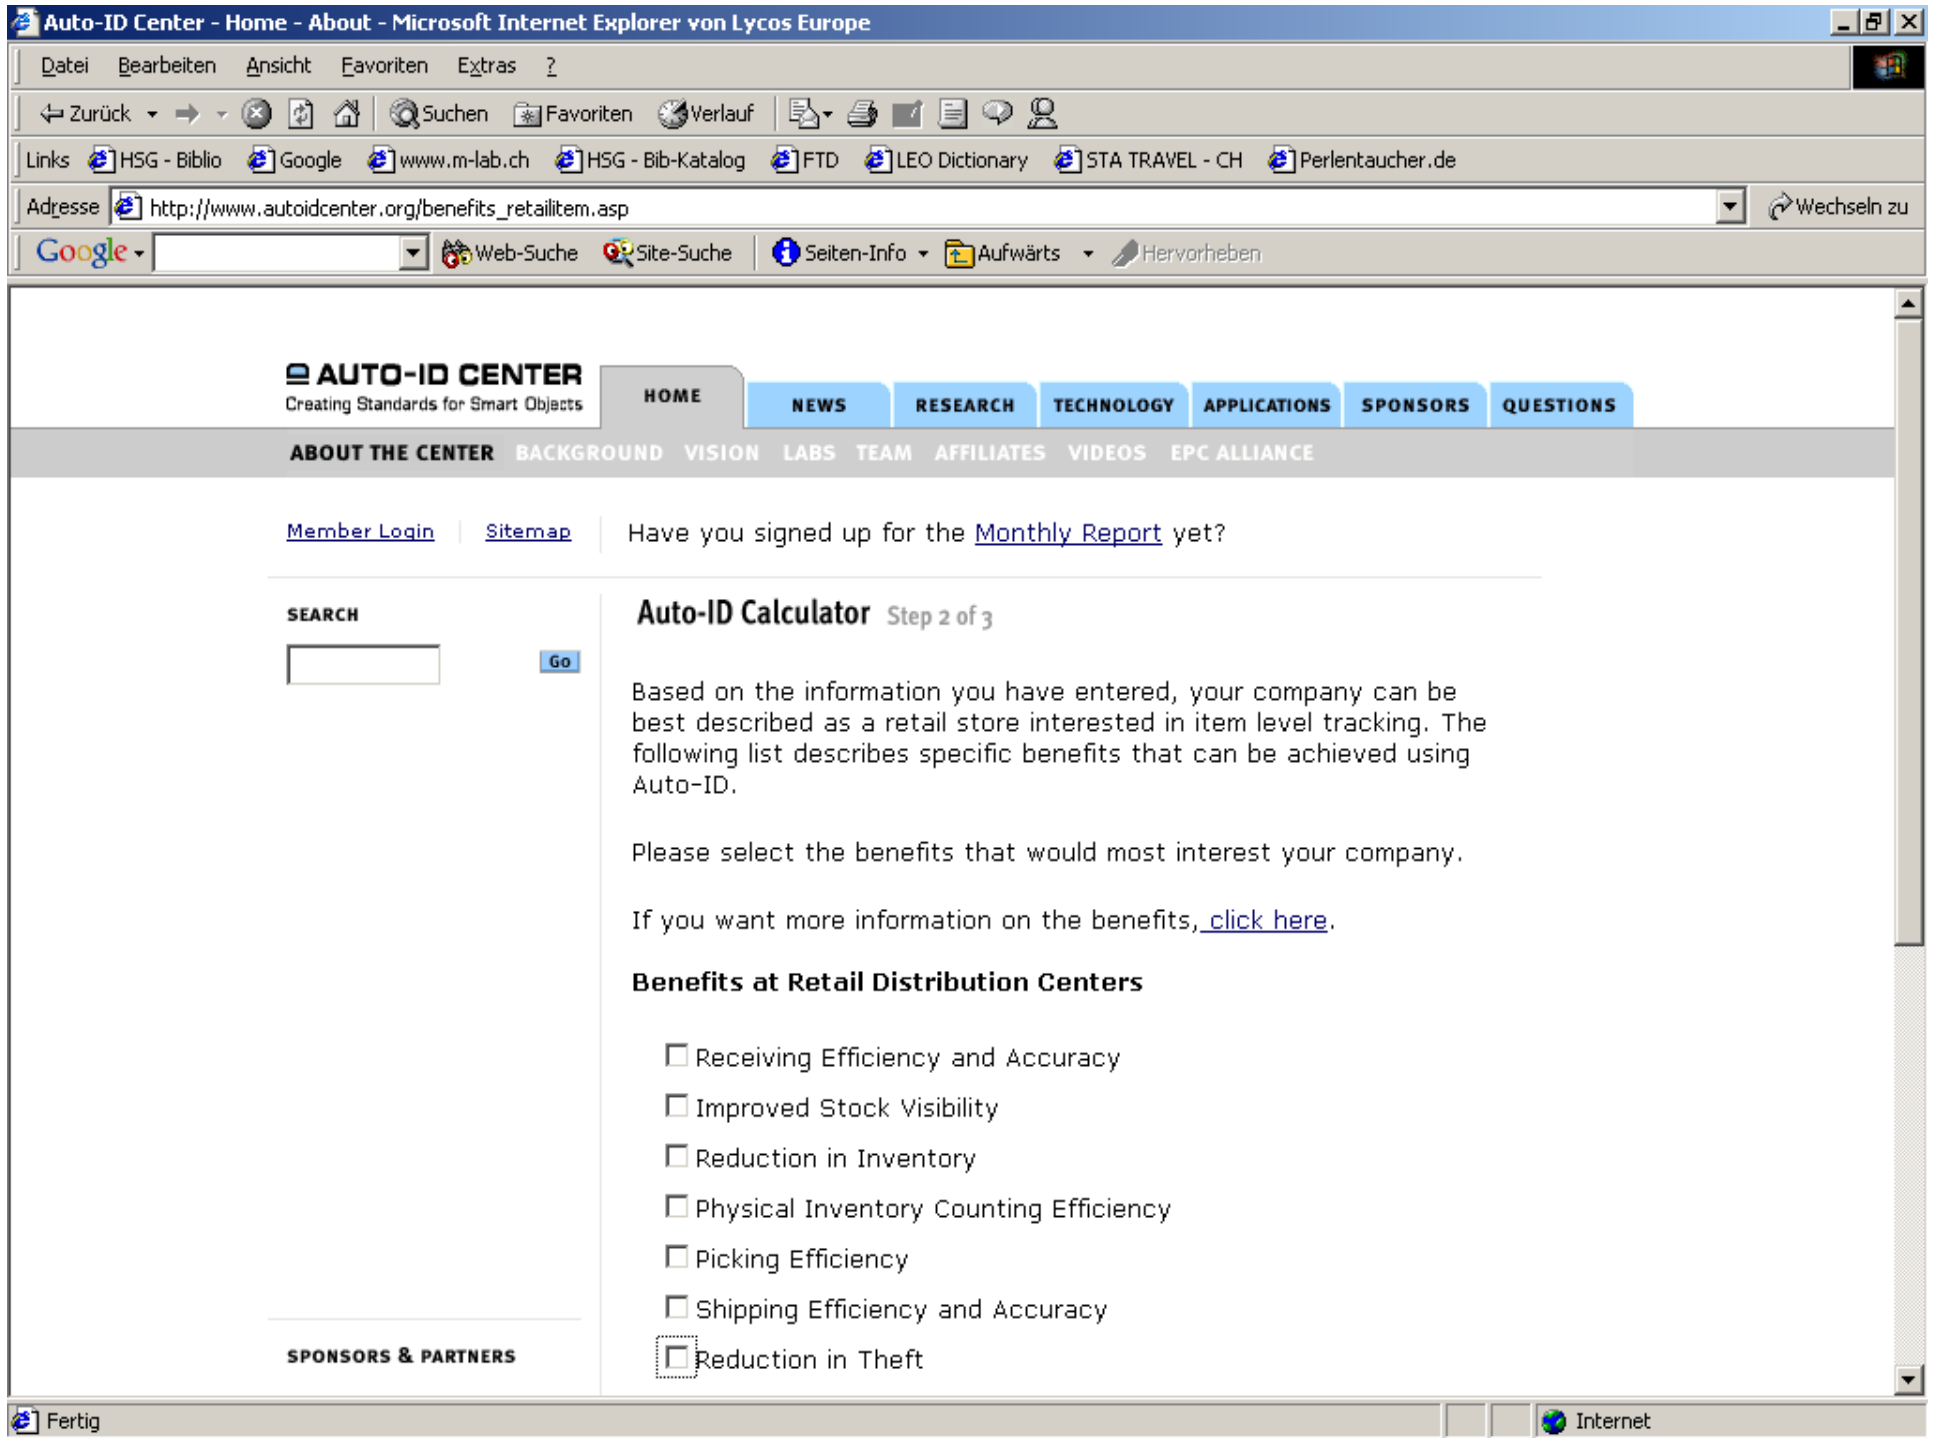 Auto-ID Center - Home - About - Microsoft Internet Explorer von Lycos Europe
Datei Bearbeiten Ansicht Favoriten Extras ?
Zurück Suchen Favoriten Verlauf
Links HSG - Biblio Google www.m-lab.ch HSG - Bib-Katalog FTD LEO Dictionary STA TRAVEL - CH Perlentaucher.de
Adresse http://www.autoidcenter.org/benefits_retailitem.asp Wechseln zu
Google Web-Suche Site-Suche Seiten-Info Aufwärts Hervorheben
AUTO-ID CENTER
Creating Standards for Smart Objects
HOME NEWS RESEARCH TECHNOLOGY APPLICATIONS SPONSORS QUESTIONS
ABOUT THE CENTER BACKGROUND VISION LABS TEAM AFFILIATES VIDEOS EPC ALLIANCE
Member Login Sitemap Have you signed up for the Monthly Report yet?
SEARCH
Go
Auto-ID Calculator Step 2 of 3
Based on the information you have entered, your company can be
best described as a retail store interested in item level tracking. The
following list describes specific benefits that can be achieved using
Auto-ID.
Please select the benefits that would most interest your company.
If you want more information on the benefits, click here.
Benefits at Retail Distribution Centers
Receiving Efficiency and Accuracy
Improved Stock Visibility
Reduction in Inventory
Physical Inventory Counting Efficiency
Picking Efficiency
Shipping Efficiency and Accuracy
Reduction in Theft
SPONSORS & PARTNERS
Fertig Internet